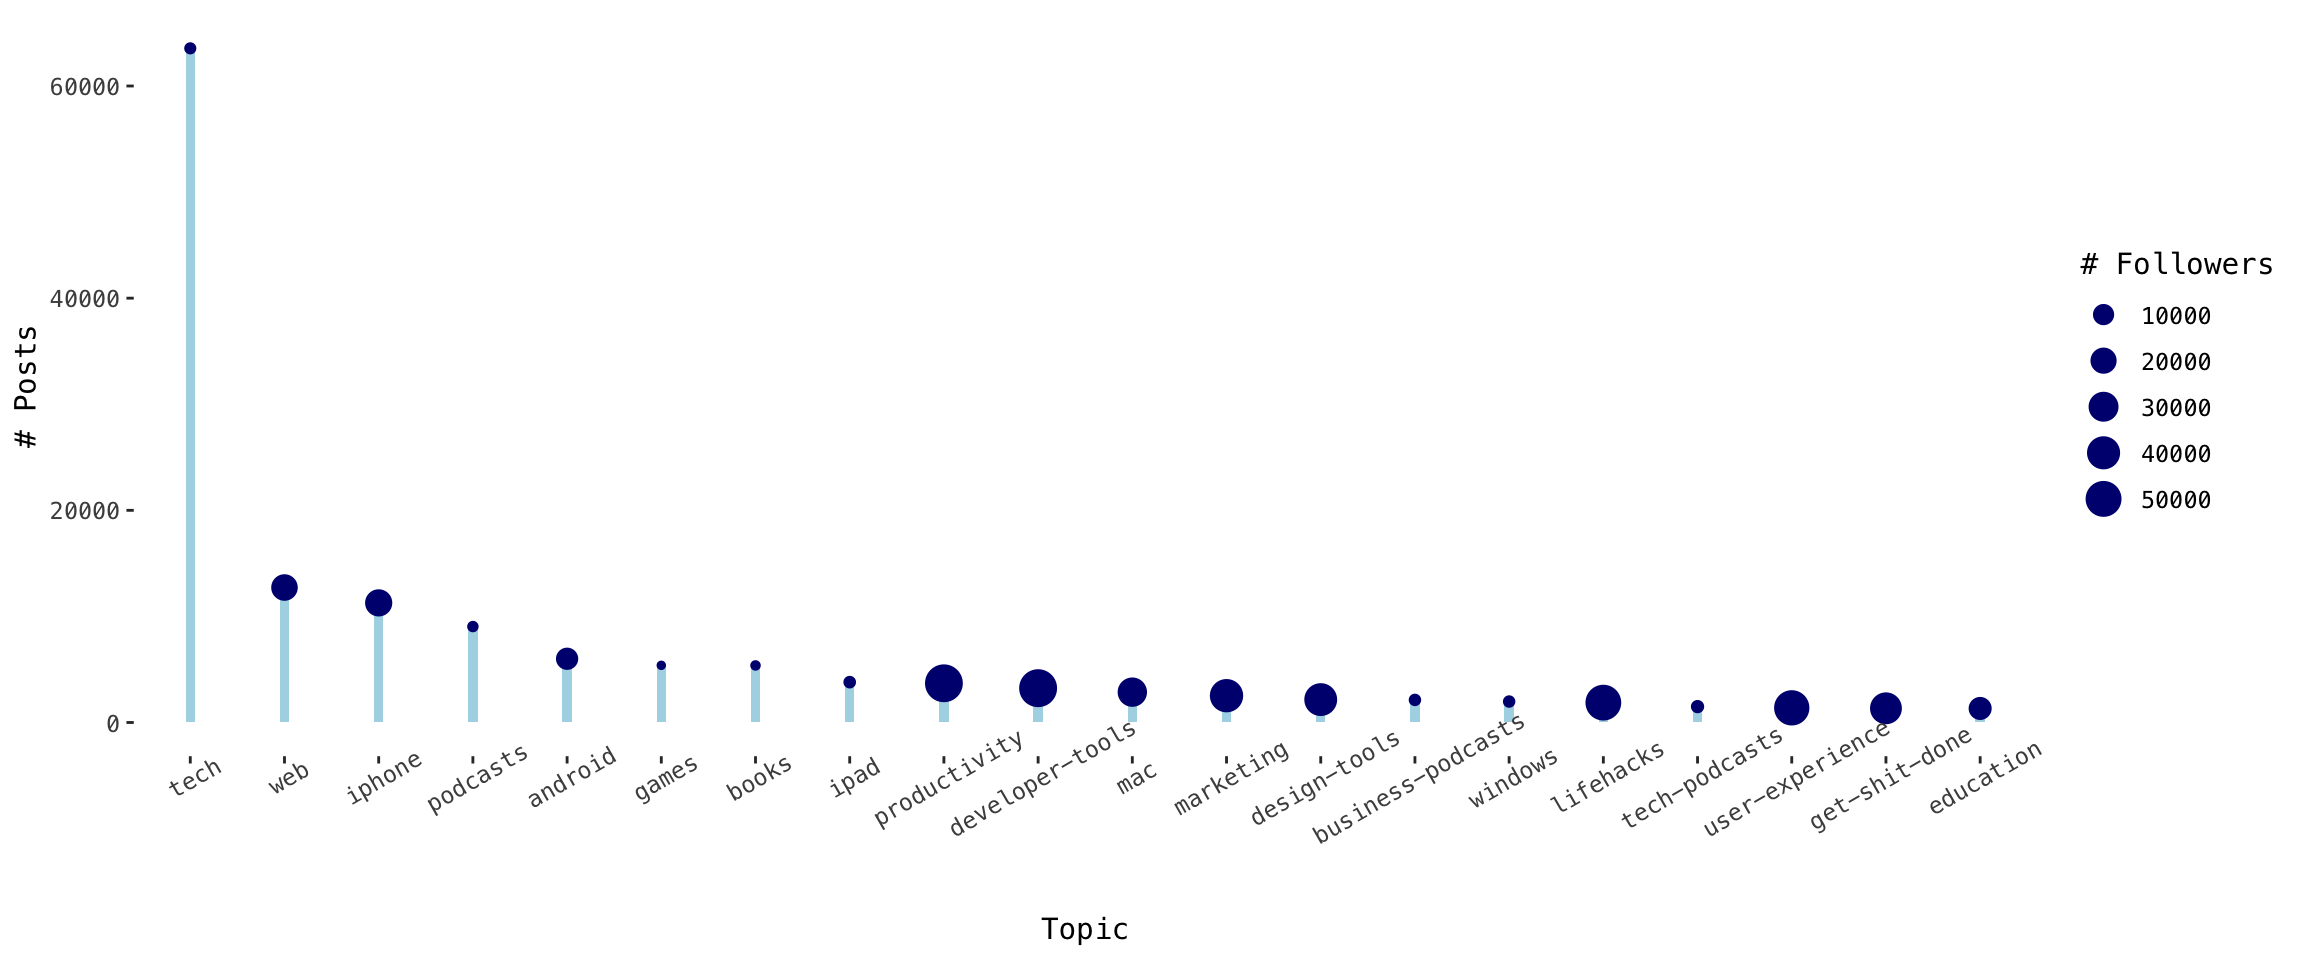 60000
40000
20000
0
# Posts
tech
web
iphone
podcasts
android
games
books
ipad
productivity
developer-tools
mac
marketing
design-tools
business-podcasts
windows
lifehacks
tech-podcasts
user-experience
get-shit-done
education
Topic
# Followers
10000
20000
30000
40000
50000